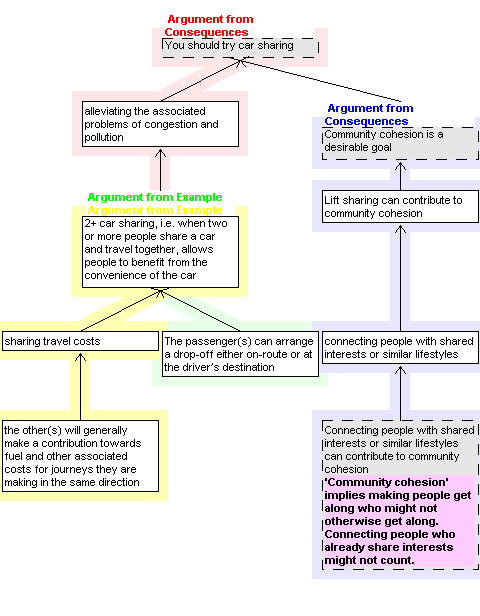 Argument from
Consequences
You should try car sharing
alleviating the associated
problems of congestion and
pollution
Argument from
Consequences
Community cohesion is a
desirable goal
Argument from Example
Argument from Example
2+ car sharing, i.e. when two
or more people share a car
and travel together, allows
people to benefit from the
convenience of the car
Lift sharing can contribute to
community cohesion
sharing travel costs
The passenger(s) can arrange
a drop-off either on-route or at
the driver's destination
connecting people with shared
interests or similar lifestyles
the other(s) will generally
make a contribution towards
fuel and other associated
costs for journeys they are
making in the same direction
Connecting people with shared
interests or similar lifestyles
can contribute to community
cohesion
'Community cohesion'
implies making people get
along who might not
otherwise get along.
Connecting people who
already share interests
might not count.